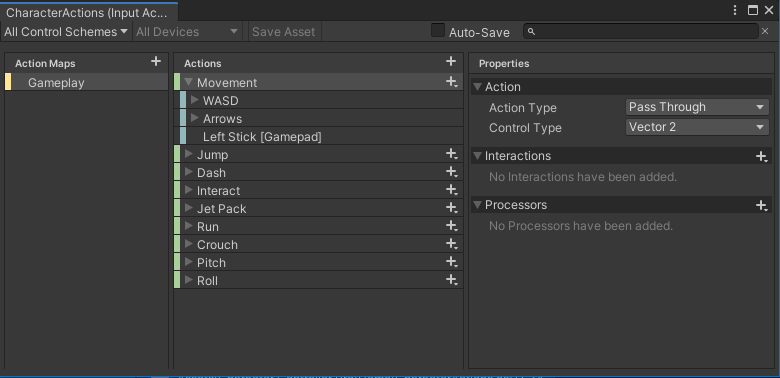 CharacterActions (Input Ac...
All Control Schemes All Devices Save Asset Auto-Save
Action Maps
Gameplay
Actions
Movement
WASD
Arrows
Left Stick [Gamepad]
Jump
Dash
Interact
Jet Pack
Run
Crouch
Pitch
Roll
Properties
Action
Action Type Pass Through
Control Type Vector 2
Interactions
No Interactions have been added.
Processors
No Processors have been added.